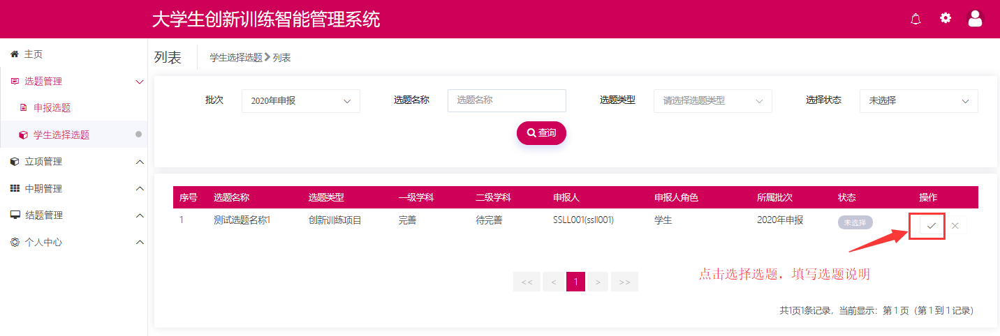 大学生创新训练智能管理系统
主页
选题管理
申报选题
学生选择选题
立项管理
中期管理
结题管理
个人中心
列表 学生选择选题 列表
批次 2020年申报 选题名称 选题名称 选题类型 请选择选题类型 选择状态 未选择
查询
序号 选题名称 选题类型 一级学科 二级学科 申报人 申报人角色 所属批次 状态 操作
1 测试选题名称1 创新训练项目 完善 待完善 SSLL001(ssll001) 学生 2020年申报 未选择
点击选择选题，填写选题说明
<< < 1 > >>
共1页1条记录，当前显示：第 1 页（第 1 到 1 记录）